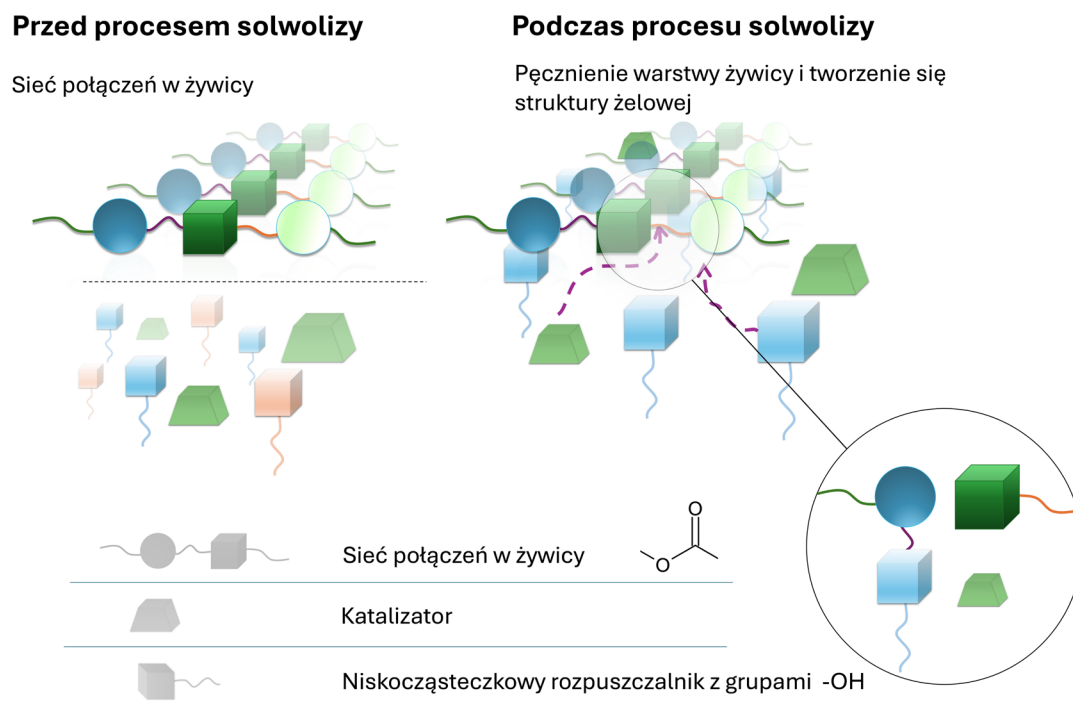 Przed procesem solwolizy
Sieć połączeń w żywicy
Podczas procesu solwolizy
Pęcznienie warstwy żywicy i tworzenie się
struktury żelowej
Sieć połączeń w żywicy
O
O
Katalizator
Niskocząsteczkowy rozpuszczalnik z grupami -OH